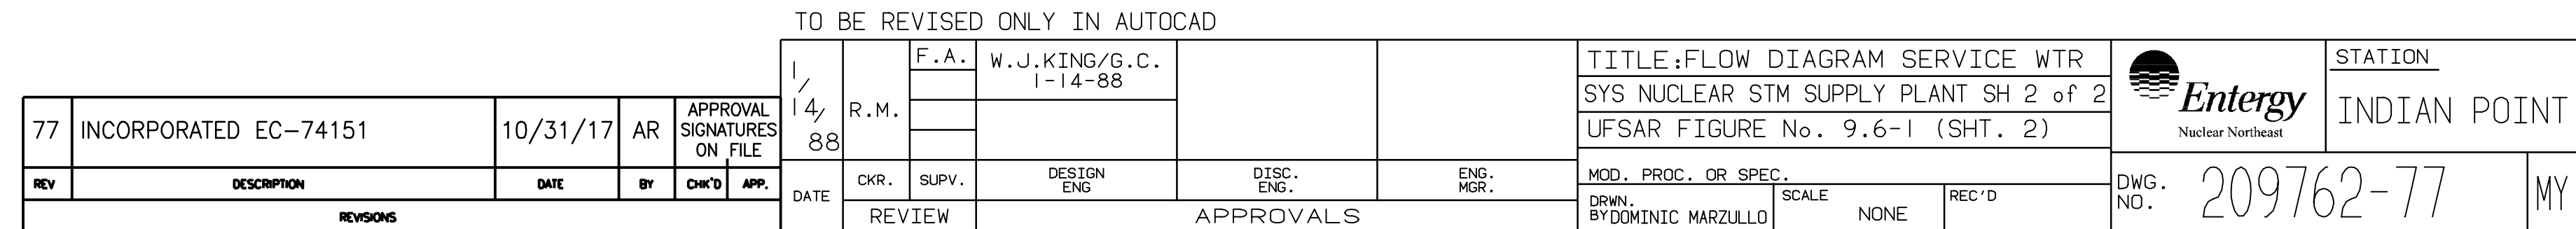 TO BE REVISED ONLY IN AUTOCAD
77 INCORPORATED EC-74151 10/31/17 AR APPROVAL SIGNATURES ON FILE
REV DESCRIPTION DATE BY CHK'D APP.
REVISIONS
1/
14/
88
DATE
R.M.
CKR.
F.A.
SUPV.
REVIEW
W.J.KING/G.C.
1-14-88
DESIGN
ENG
DISC.
ENG.
ENG.
MGR.
APPROVALS
TITLE:FLOW DIAGRAM SERVICE WTR
SYS NUCLEAR STM SUPPLY PLANT SH 2 of 2
UFSAR FIGURE No. 9.6-1 (SHT. 2)
MOD. PROC. OR SPEC.
DRWN.
BY DOMINIC MARZULLO
SCALE
NONE
REC'D
Entergy
Nuclear Northeast
STATION
INDIAN POINT
DWG.
NO.
209762-77
MY